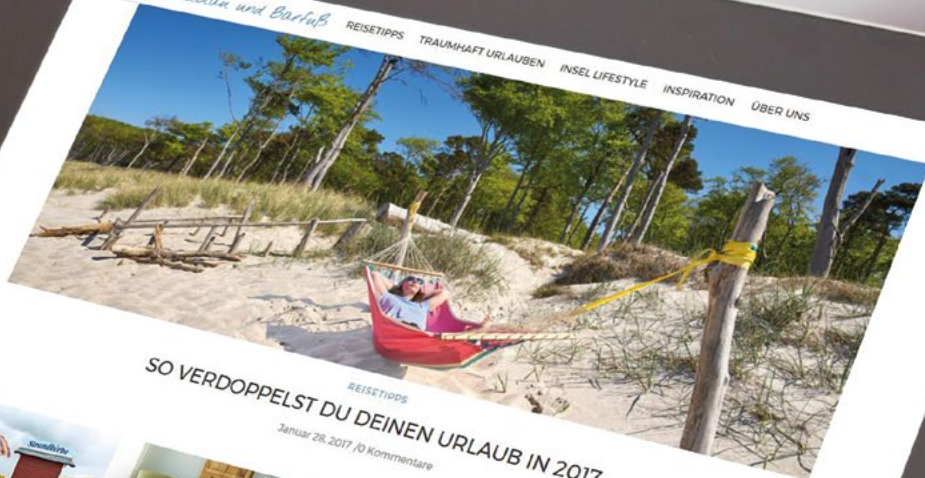 und Barfuß
REISETIPPS TRAUMHAFT URLAUBEN INSEL LIFESTYLE INSPIRATION ÜBER UNS
REISETIPPS
SO VERDOPPELST DU DEINEN URLAUB IN 2017
Januar 28, 2017 /0 Kommentare